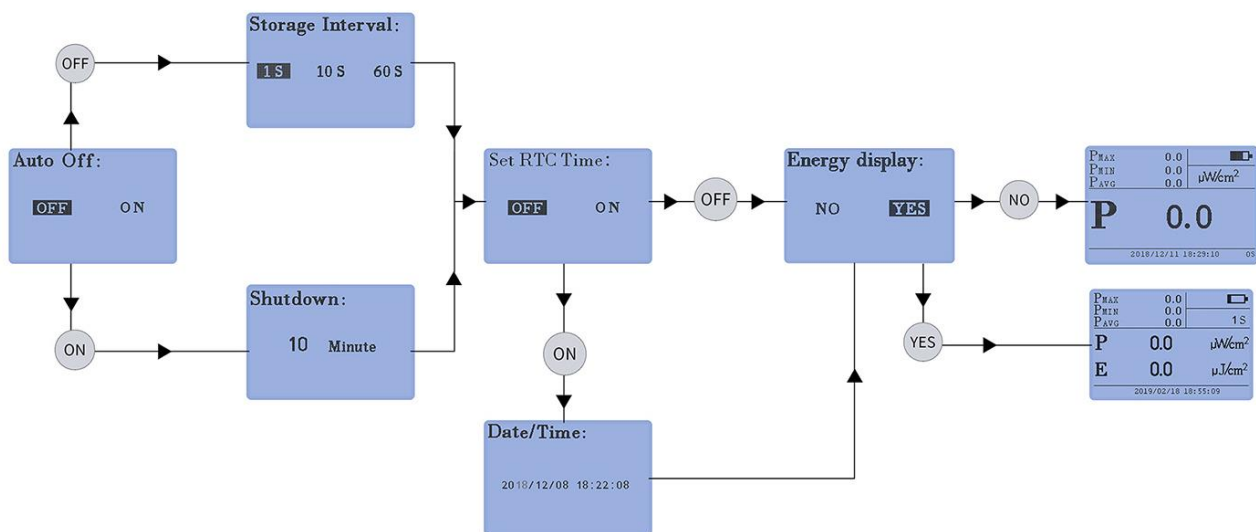 Storage Interval:
1 S 10 S 60 S
OFF
Auto Off:
OFF ON
ON
Shutdown:
10 Minute
Set RTC Time:
OFF ON
OFF
ON
Date/Time:
2018/12/08 18:22:08
Energy display:
NO YES
NO
YES
PMAX 0.0
PMIN 0.0
PAVG 0.0
μW/cm²
P 0.0
2018/12/11 18:29:10 0S
PMAX 0.0
PMIN 0.0
PAVG 0.0
1 S
P 0.0 μW/cm²
E 0.0 μJ/cm²
2019/02/18 18:55:09